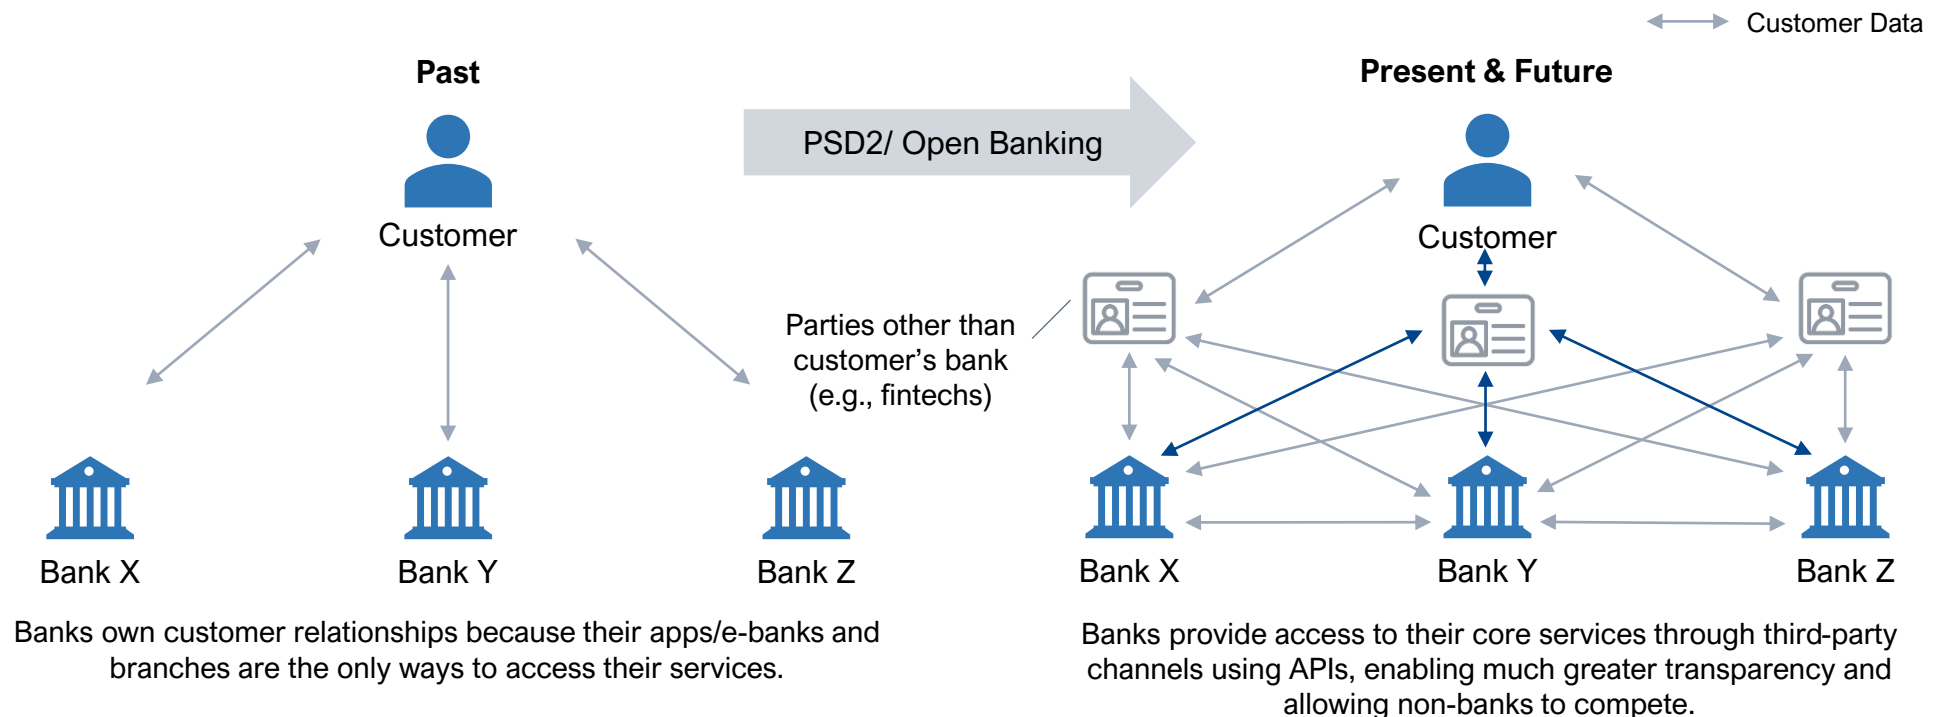 Customer Data
Past
Present & Future
PSD2/ Open Banking
Customer
Customer
Parties other than
customer’s bank
(e.g., fintechs)
Bank X
Bank Y
Bank Z
Bank X
Bank Y
Bank Z
Banks own customer relationships because their apps/e-banks and
branches are the only ways to access their services.
Banks provide access to their core services through third-party
channels using APIs, enabling much greater transparency and
allowing non-banks to compete.